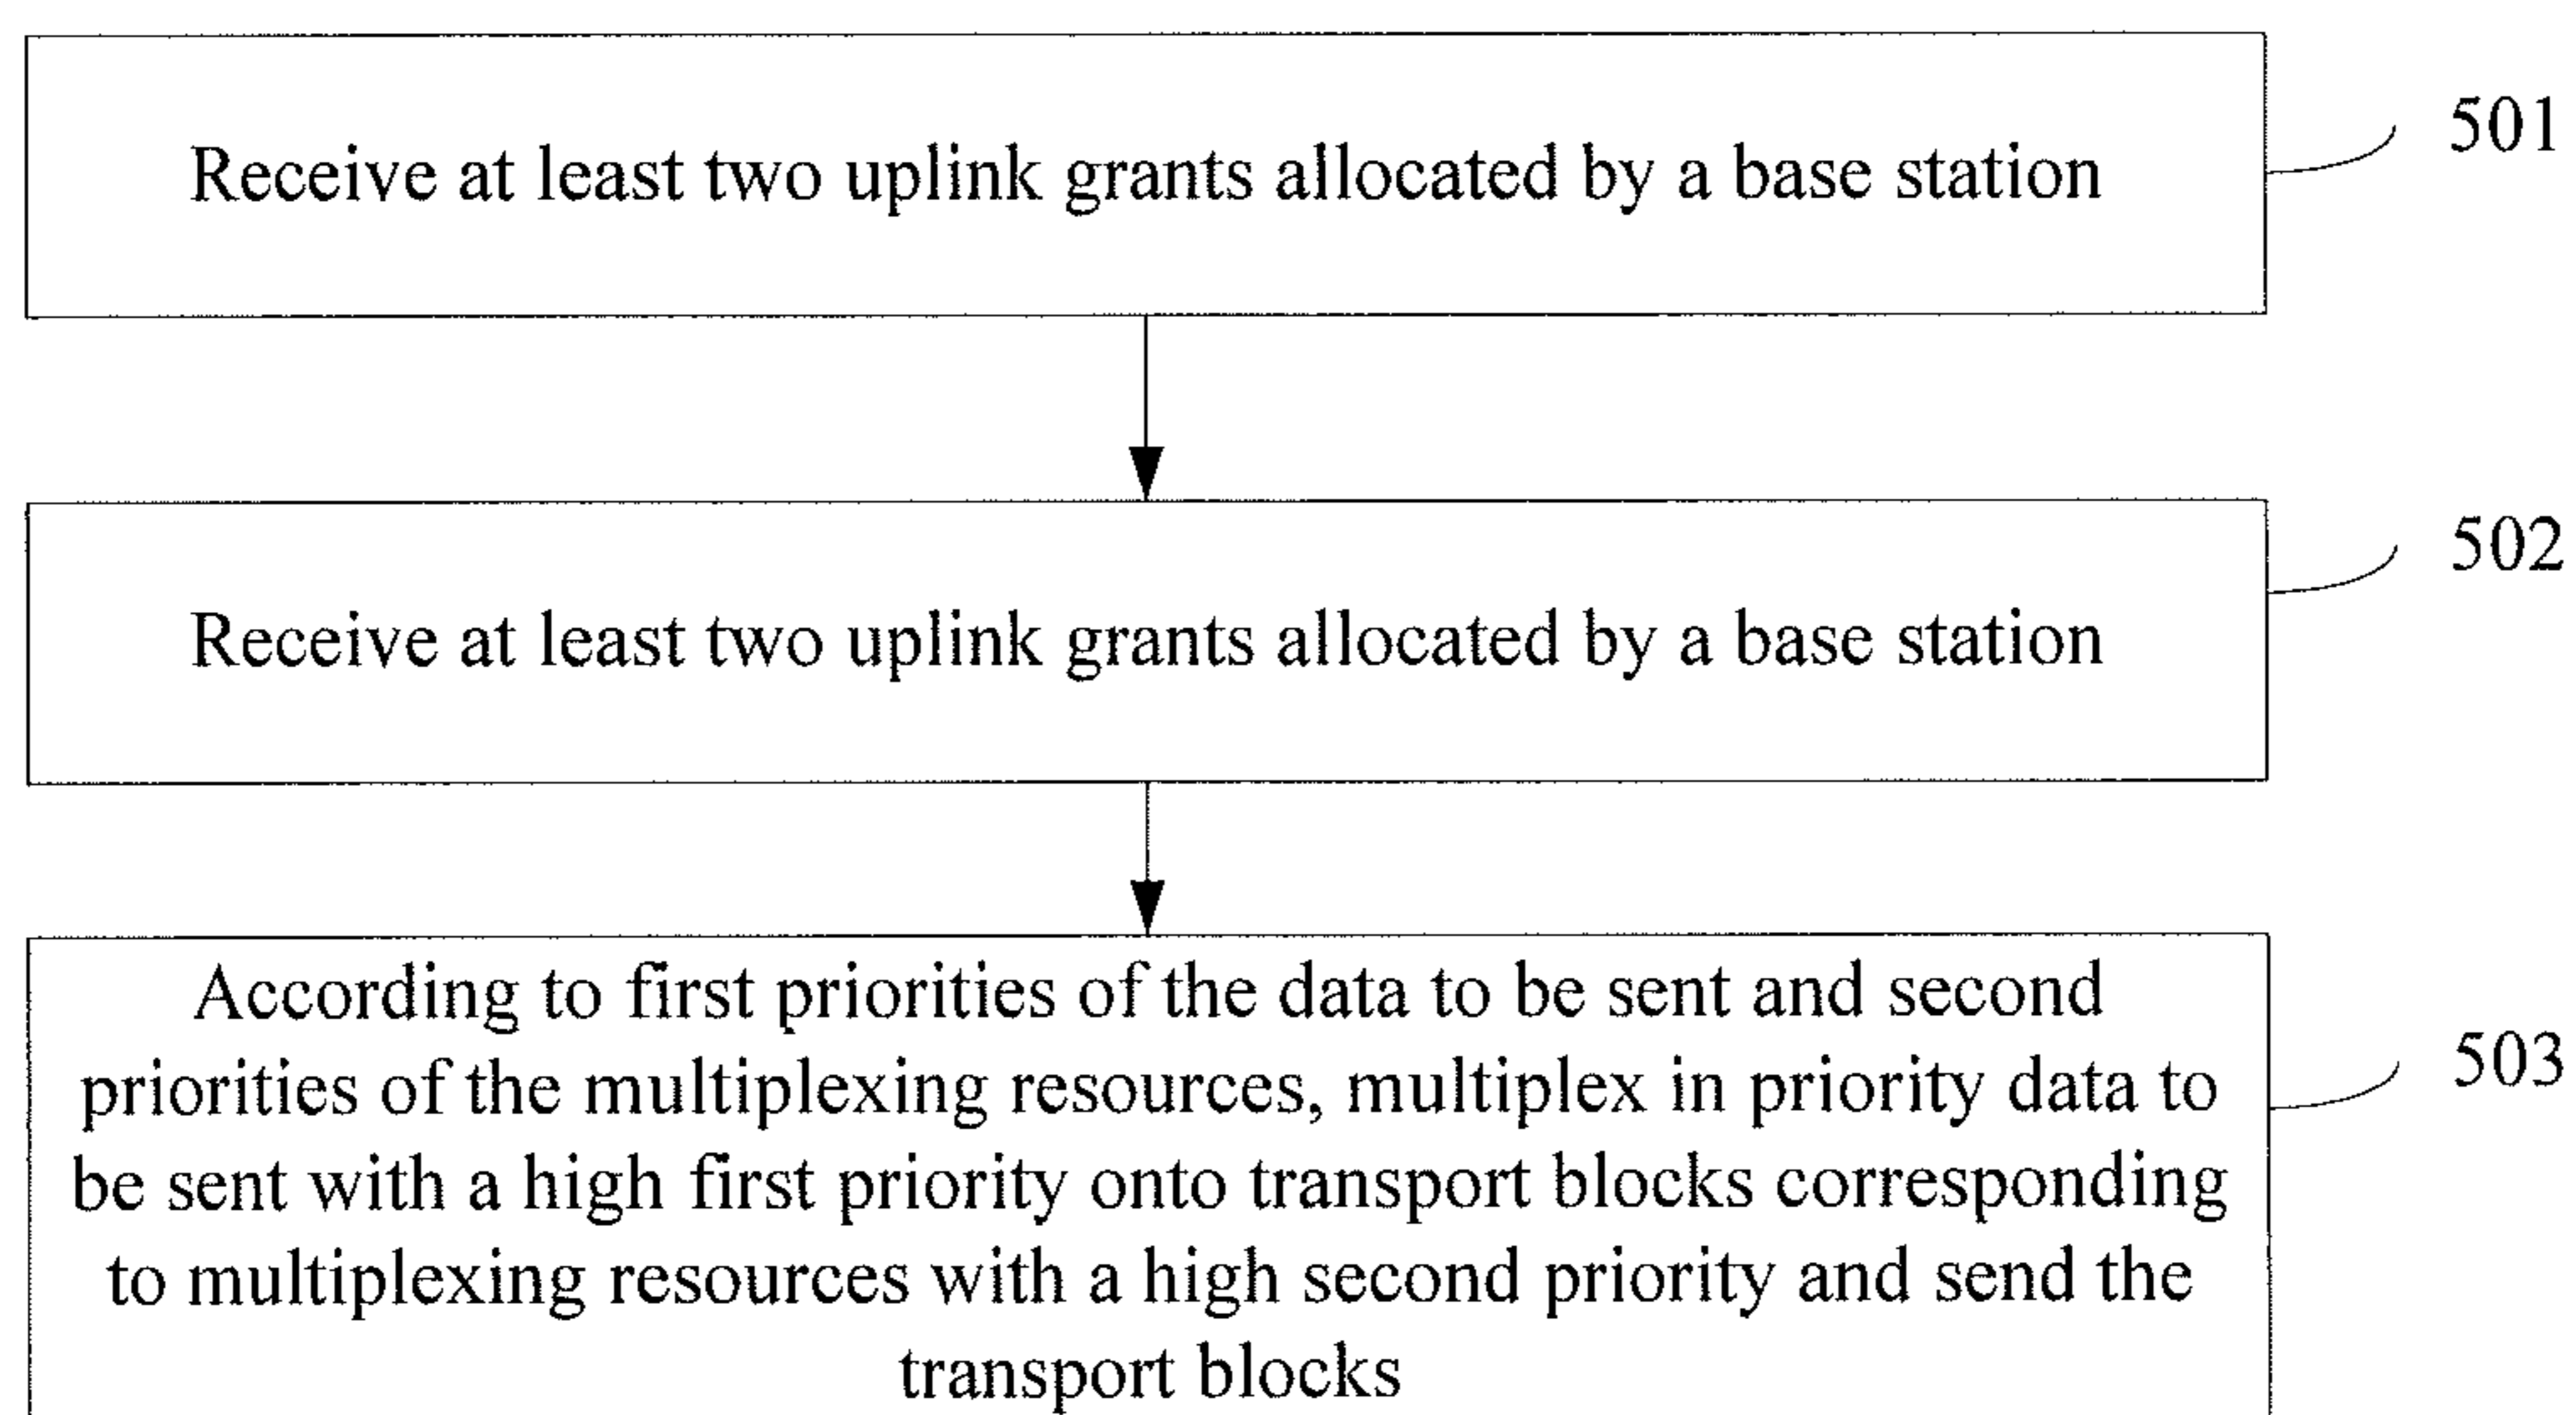 Receive at least two uplink grants allocated by a base station
501
Receive at least two uplink grants allocated by a base station
502
According to first priorities of the data to be sent and second
priorities of the multiplexing resources, multiplex in priority data to
be sent with a high first priority onto transport blocks corresponding
to multiplexing resources with a high second priority and send the
transport blocks
503